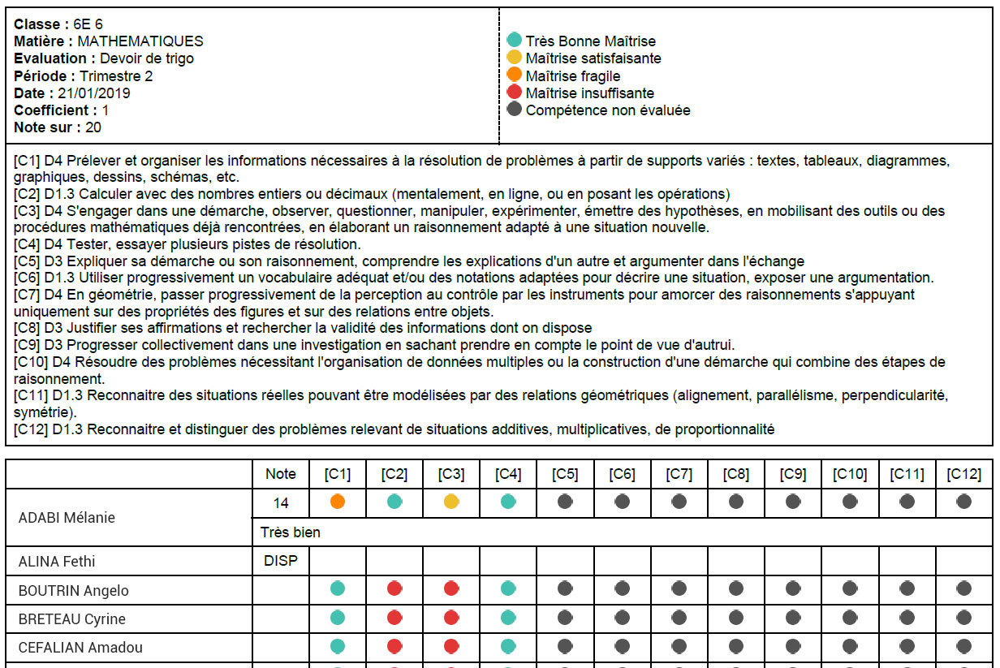 Classe : 6E 6
Matière : MATHEMATIQUES
Evaluation : Devoir de trigo
Période : Trimestre 2
Date : 21/01/2019
Coefficient : 1
Note sur : 20
Très Bonne Maîtrise
Maîtrise satisfaisante
Maîtrise fragile
Maîtrise insuffisante
Compétence non évaluée
[C1] D4 Prélever et organiser les informations nécessaires à la résolution de problèmes à partir de supports variés : textes, tableaux, diagrammes,
graphiques, dessins, schémas, etc.
[C2] D1.3 Calculer avec des nombres entiers ou décimaux (mentalement, en ligne, ou en posant les opérations)
[C3] D4 S'engager dans une démarche, observer, questionner, manipuler, expérimenter, émettre des hypothèses, en mobilisant des outils ou des
procédures mathématiques déjà rencontrées, en élaborant un raisonnement adapté à une situation nouvelle.
[C4] D4 Tester, essayer plusieurs pistes de résolution.
[C5] D3 Expliquer sa démarche ou son raisonnement, comprendre les explications d'un autre et argumenter dans l'échange
[C6] D1.3 Utiliser progressivement un vocabulaire adéquat et/ou des notations adaptées pour décrire une situation, exposer une argumentation.
[C7] D4 En géométrie, passer progressivement de la perception au contrôle par les instruments pour amorcer des raisonnements s'appuyant
uniquement sur des propriétés des figures et sur des relations entre objets.
[C8] D3 Justifier ses affirmations et rechercher la validité des informations dont on dispose
[C9] D3 Progresser collectivement dans une investigation en sachant prendre en compte le point de vue d'autrui.
[C10] D4 Résoudre des problèmes nécessitant l'organisation de données multiples ou la construction d'une démarche qui combine des étapes de
raisonnement.
[C11] D1.3 Reconnaitre des situations réelles pouvant être modélisées par des relations géométriques (alignement, parallélisme, perpendicularité,
symétrie).
[C12] D1.3 Reconnaitre et distinguer des problèmes relevant de situations additives, multiplicatives, de proportionnalité
Note [C1] [C2] [C3] [C4] [C5] [C6] [C7] [C8] [C9] [C10] [C11] [C12]
ADABI Mélanie 14
Très bien
ALINA Fethi DISP
BOUTRIN Angelo
BRETEAU Cyrine
CEFALIAN Amadou